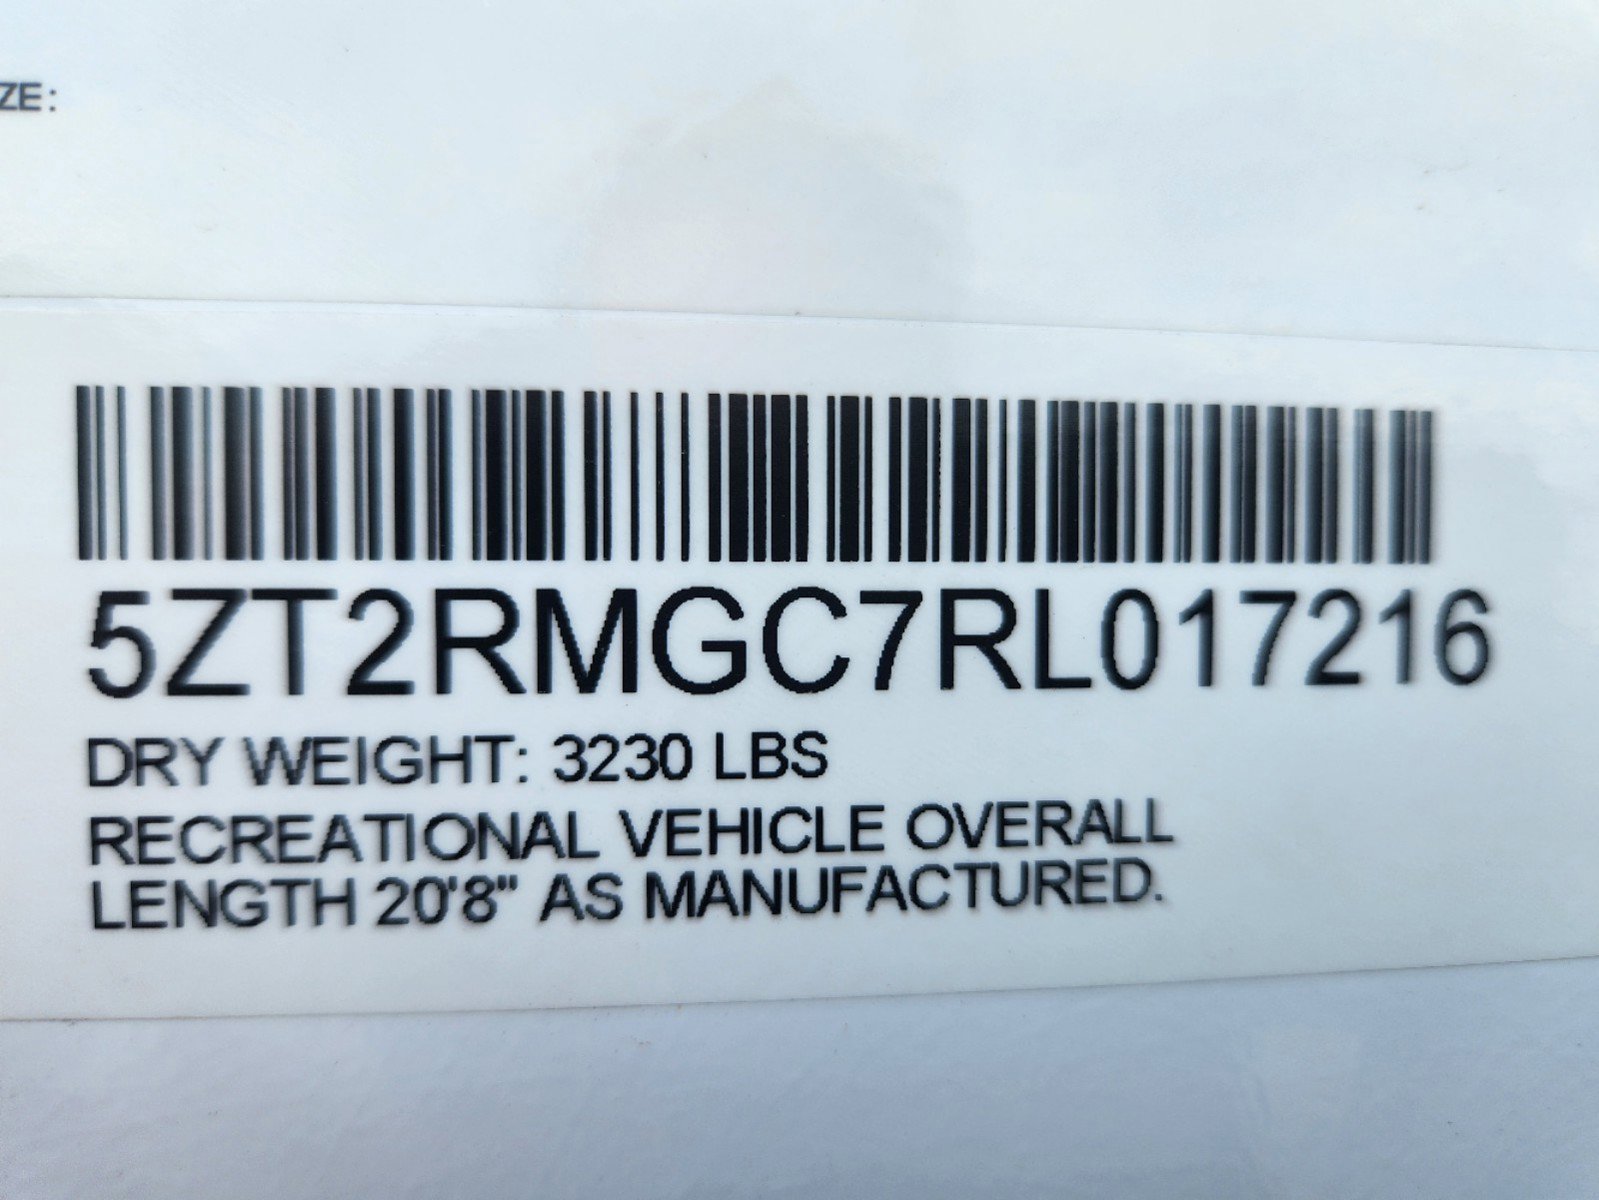 ZE:
5ZT2RMGC7RL017216
DRY WEIGHT: 3230 LBS
RECREATIONAL VEHICLE OVERALL
LENGTH 20'8" AS MANUFACTURED.